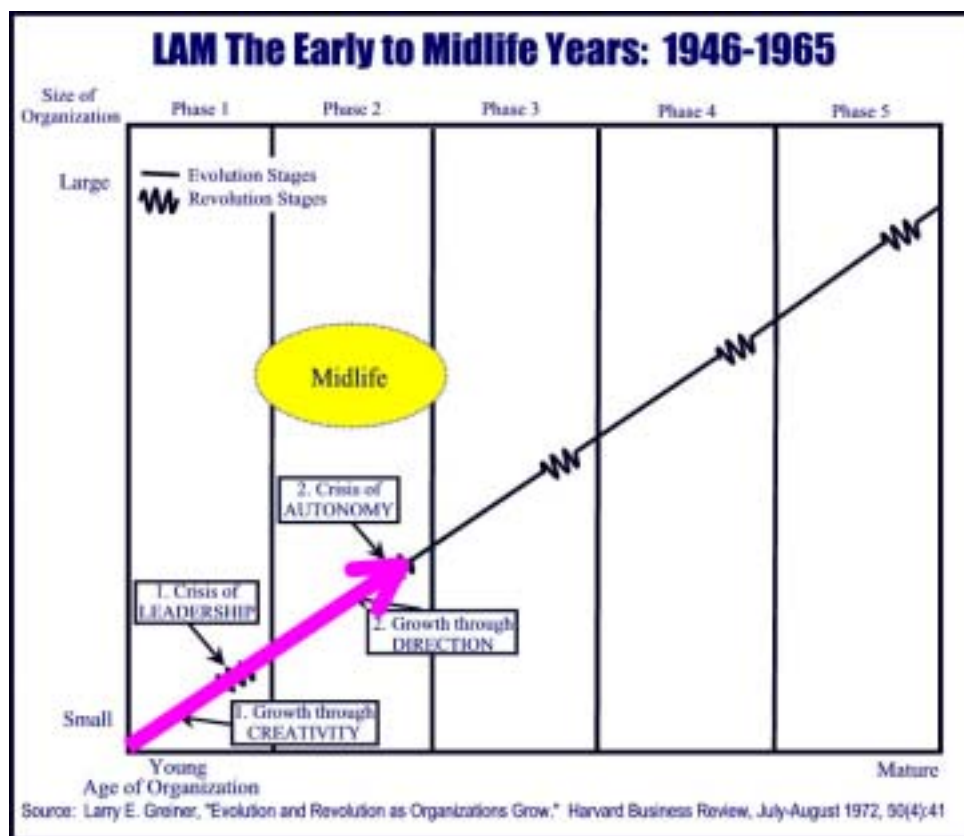 LAM The Early to Midlife Years: 1946-1965
Size of
Organization
Phase 1
Phase 2
Phase 3
Phase 4
Phase 5
Large
Evolution Stages
Revolution Stages
Midlife
2. Crisis of
AUTONOMY
1. Crisis of
LEADERSHIP
2. Growth through
DIRECTION
1. Growth through
CREATIVITY
Small
Young
Mature
Age of Organization
Source: Larry E. Greiner, "Evolution and Revolution as Organizations Grow." Harvard Business Review, July-August 1972, 50(4):41